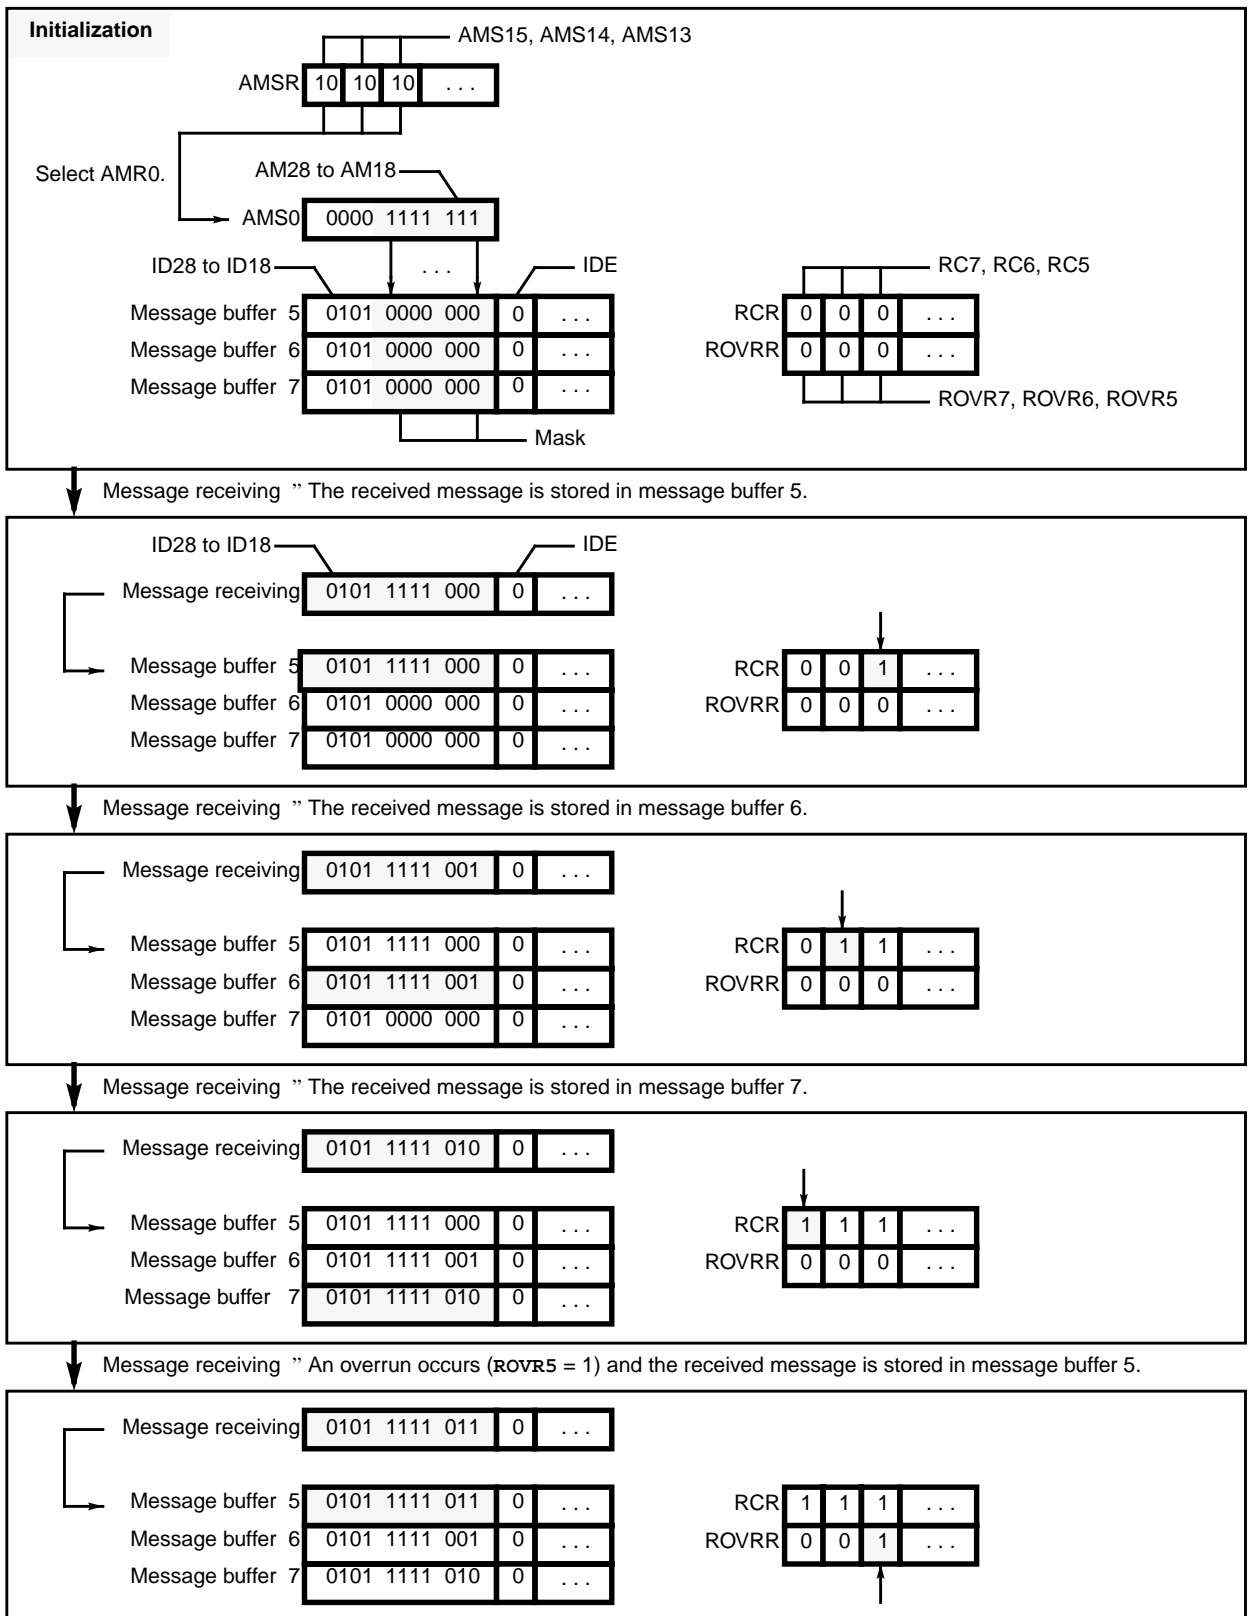 Initialization
AMS15, AMS14, AMS13
AMSR 10 10 10 . . .
Select AMR0.
AM28 to AM18
AMS0 0000 1111 111
ID28 to ID18 . . . IDE RC7, RC6, RC5
Message buffer 5 0101 0000 000 0 . . . RCR 0 0 0 . . .
Message buffer 6 0101 0000 000 0 . . . ROVRR 0 0 0 . . .
Message buffer 7 0101 0000 000 0 . . .
ROVR7, ROVR6, ROVR5
Mask
Message receiving ” The received message is stored in message buffer 5.
ID28 to ID18 IDE
Message receiving 0101 1111 000 0 . . .
Message buffer 5 0101 1111 000 0 . . . RCR 0 0 1 . . .
Message buffer 6 0101 0000 000 0 . . . ROVRR 0 0 0 . . .
Message buffer 7 0101 0000 000 0 . . .
Message receiving ” The received message is stored in message buffer 6.
Message receiving 0101 1111 001 0 . . .
Message buffer 5 0101 1111 000 0 . . . RCR 0 1 1 . . .
Message buffer 6 0101 1111 001 0 . . . ROVRR 0 0 0 . . .
Message buffer 7 0101 0000 000 0 . . .
Message receiving ” The received message is stored in message buffer 7.
Message receiving 0101 1111 010 0 . . .
Message buffer 5 0101 1111 000 0 . . . RCR 1 1 1 . . .
Message buffer 6 0101 1111 001 0 . . . ROVRR 0 0 0 . . .
Message buffer 7 0101 1111 010 0 . . .
Message receiving ” An overrun occurs (ROVR5 = 1) and the received message is stored in message buffer 5.
Message receiving 0101 1111 011 0 . . .
Message buffer 5 0101 1111 011 0 . . . RCR 1 1 1 . . .
Message buffer 6 0101 1111 001 0 . . . ROVRR 0 0 1 . . .
Message buffer 7 0101 1111 010 0 . . .